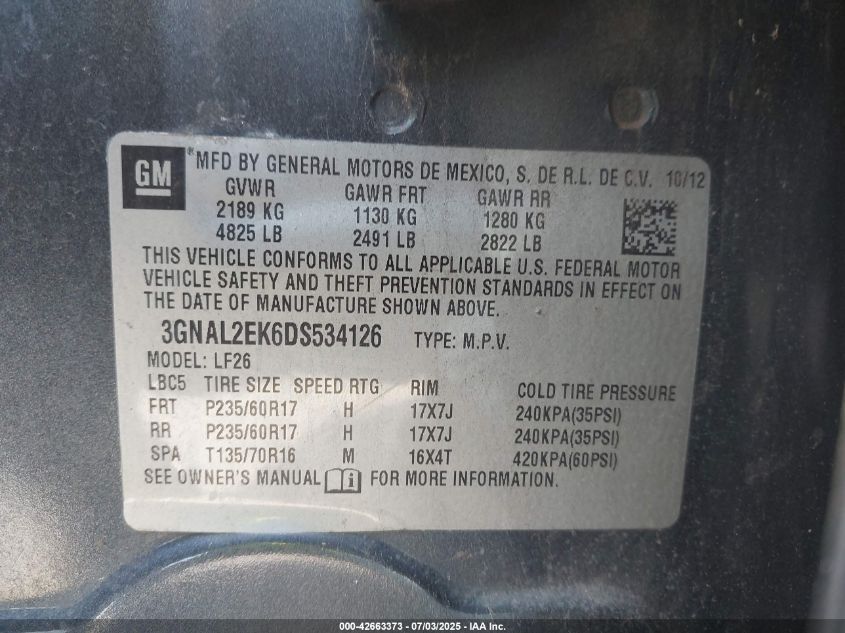 GM
*MFD BY GENERAL MOTORS DE MEXICO, S. DE R.L. DE C.V. 10/12
GVWR GAWR FRT GAWR RR
2189 KG 1130 KG 1280 KG
4825 LB 2491 LB 2822 LB
THIS VEHICLE CONFORMS TO ALL APPLICABLE U.S. FEDERAL MOTOR
VEHICLE SAFETY AND THEFT PREVENTION STANDARDS IN EFFECT ON
THE DATE OF MANUFACTURE SHOWN ABOVE.
3GNAL2EK6DS534126 TYPE: M.P.V.
MODEL: LF26
LBC5 TIRE SIZE SPEED RTG RIM COLD TIRE PRESSURE
FRT P235/60R17 H 17X7J 240KPA(35PSI)
RR P235/60R17 H 17X7J 240KPA(35PSI)
SPA T135/70R16 M 16X4T 420KPA(60PSI)
SEE OWNER'S MANUAL i FOR MORE INFORMATION.
000-42663373 - 07/03/2025 - IAA Inc.